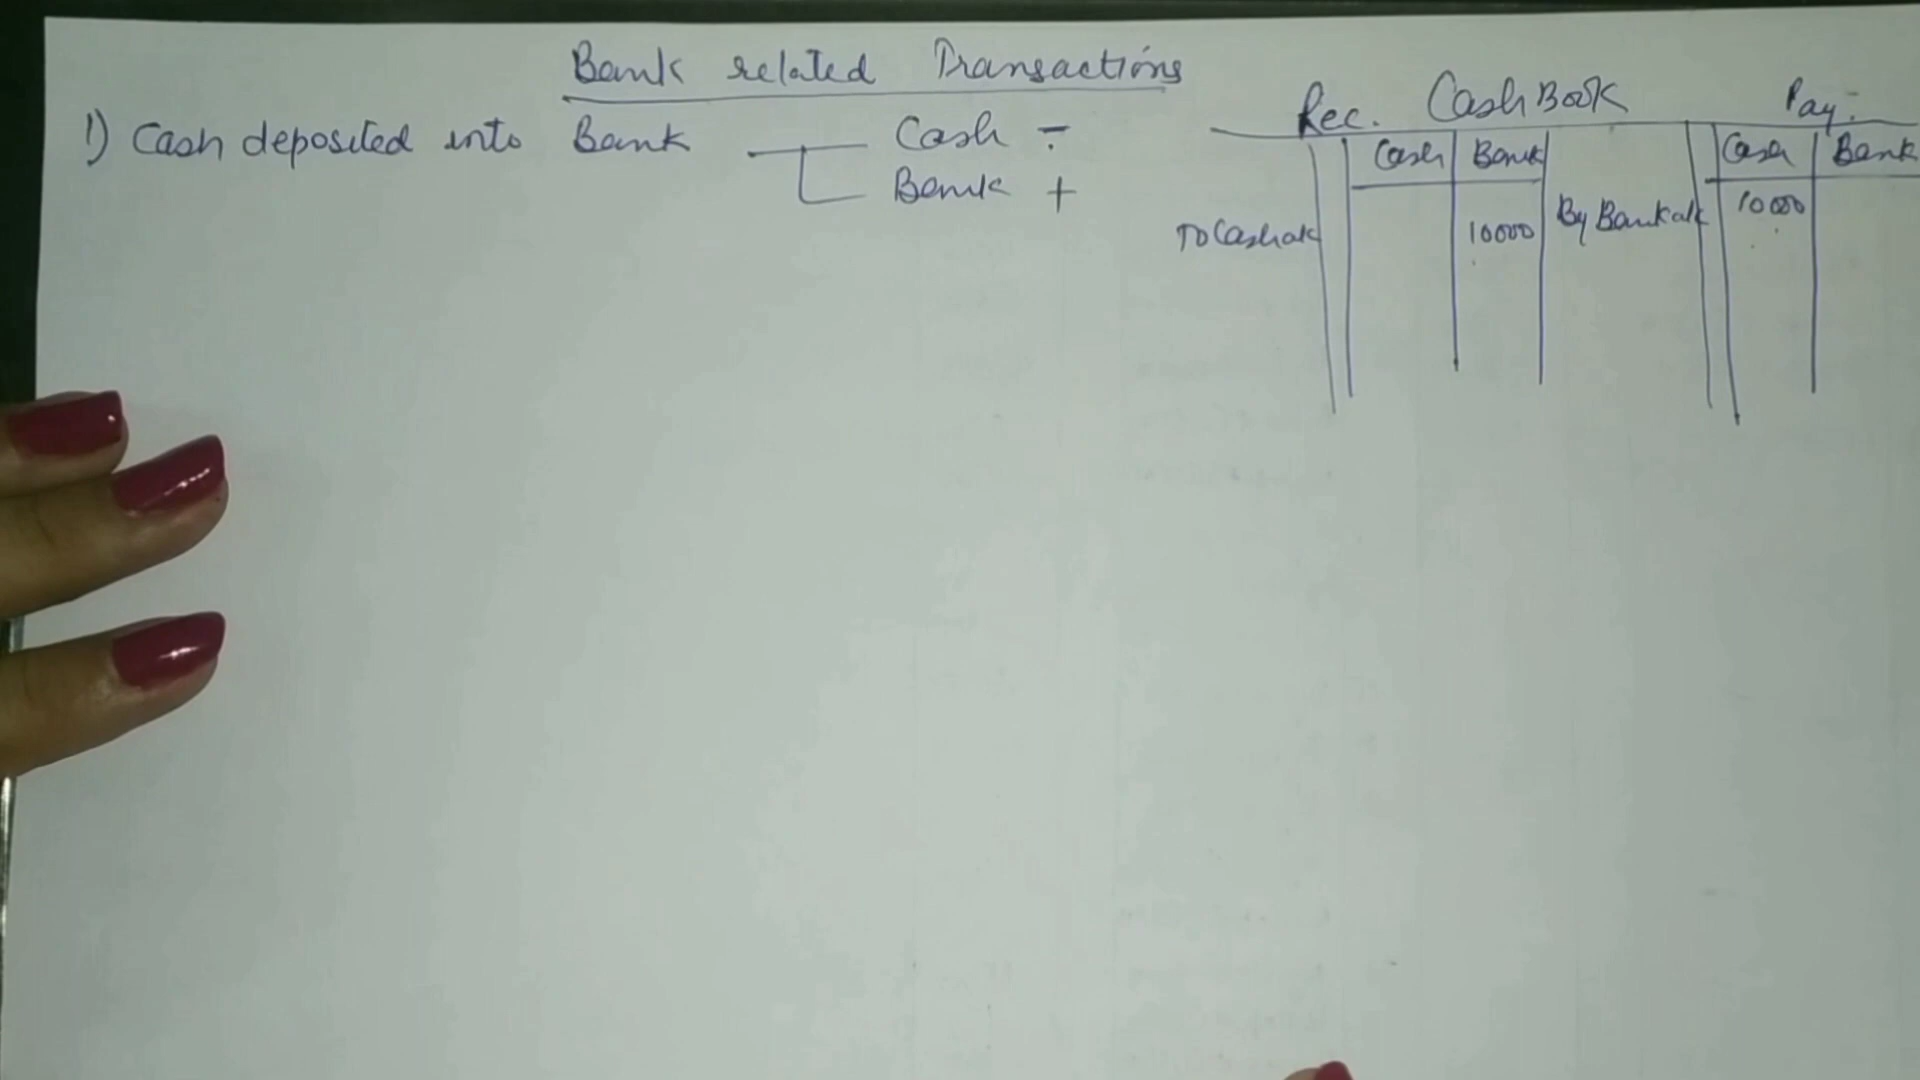 Bank related Transactions
1) Cash deposited into Bank
Cash -
Bank +
Rec. Cash Book Pay.
Cash Bank Cash Bank
To Cash a/c 10000 By Bank a/c 10000